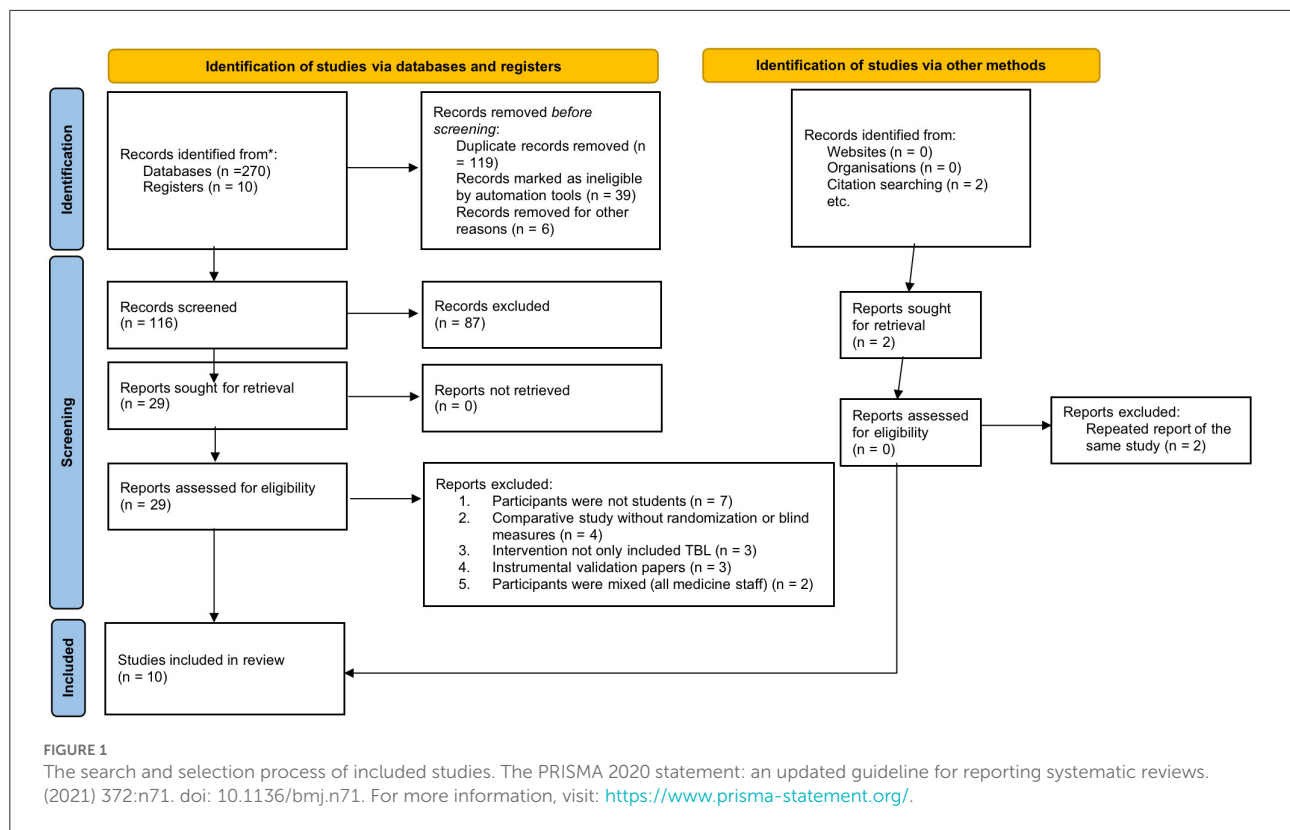 Identification of studies via databases and registers
Identification of studies via other methods
Identification
Records identified from*:
Databases (n =270)
Registers (n = 10)
Records removed before
screening:
Duplicate records removed (n
= 119)
Records marked as ineligible
by automation tools (n = 39)
Records removed for other
reasons (n = 6)
Records identified from:
Websites (n = 0)
Organisations (n = 0)
Citation searching (n = 2)
etc.
Screening
Records screened
(n = 116)
Records excluded
(n = 87)
Reports sought
for retrieval
(n = 2)
Reports sought for retrieval
(n = 29)
Reports not retrieved
(n = 0)
Reports assessed
for eligibility
(n = 0)
Reports excluded:
Repeated report of the
same study (n = 2)
Reports assessed for eligibility
(n = 29)
Reports excluded:
1. Participants were not students (n = 7)
2. Comparative study without randomization or blind
measures (n = 4)
3. Intervention not only included TBL (n = 3)
4. Instrumental validation papers (n = 3)
5. Participants were mixed (all medicine staff) (n = 2)
Included
Studies included in review
(n = 10)
FIGURE 1
The search and selection process of included studies. The PRISMA 2020 statement: an updated guideline for reporting systematic reviews.
(2021) 372:n71. doi: 10.1136/bmj.n71. For more information, visit: https://www.prisma-statement.org/.